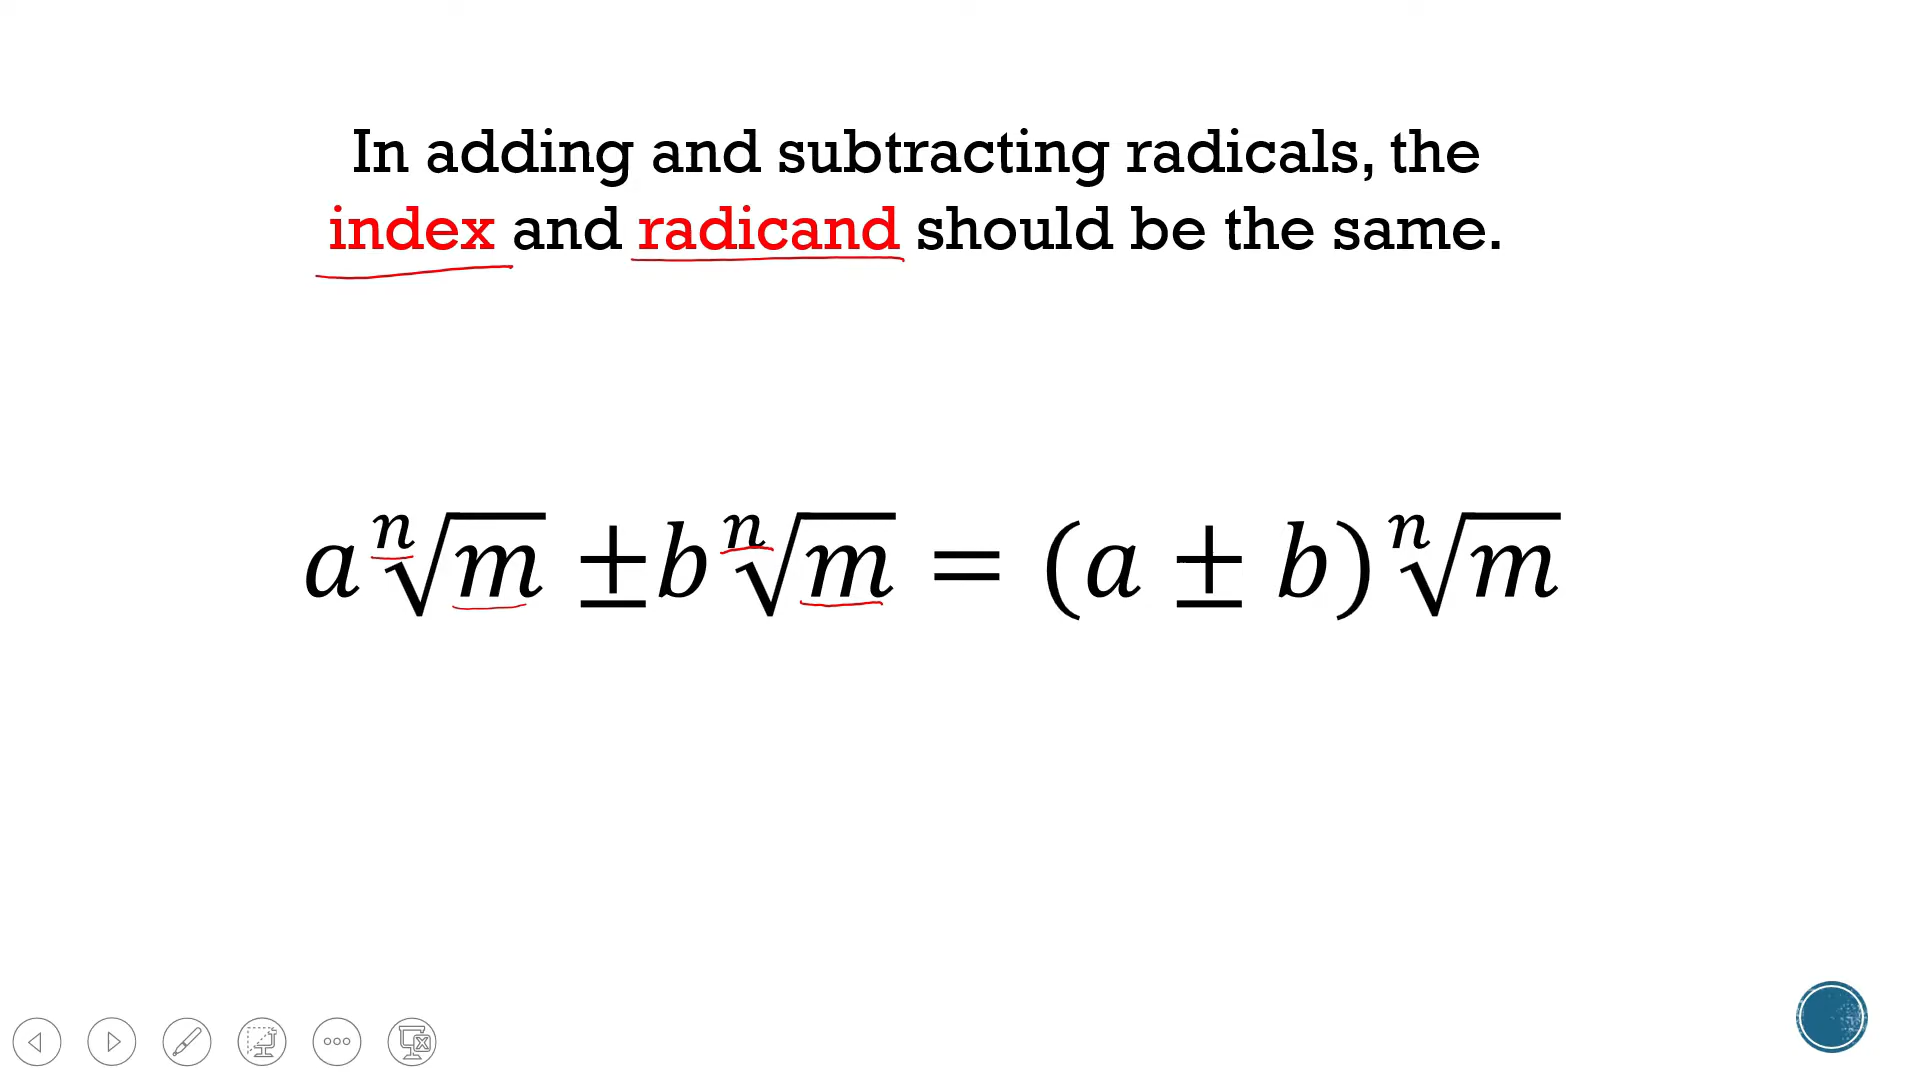 In adding and subtracting radicals, the
index and radicand should be the same.
a ⁿ√m ± b ⁿ√m = (a ± b) ⁿ√m